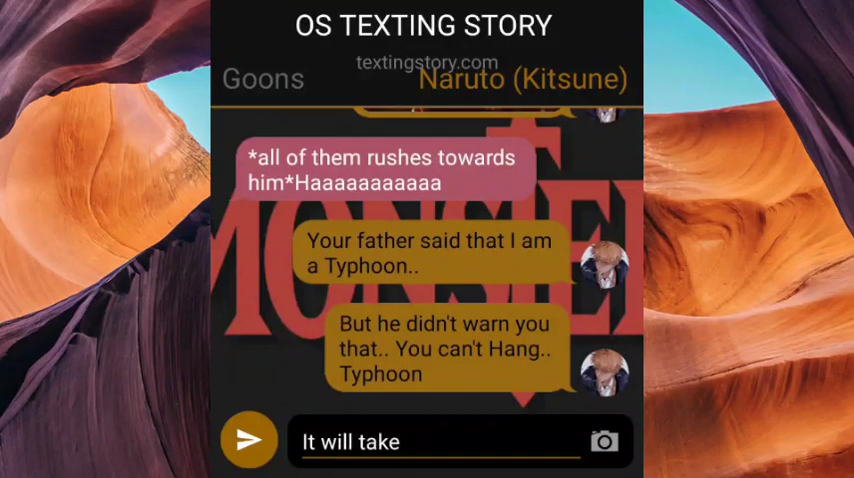 OS TEXTING STORY
textingstory.com
Goons
Naruto (Kitsune)
*all of them rushes towards
him*Haaaaaaaaaaa
MONSTE
Your father said that I am
a Typhoon..
But he didn't warn you
that.. You can't Hang..
Typhoon
It will take